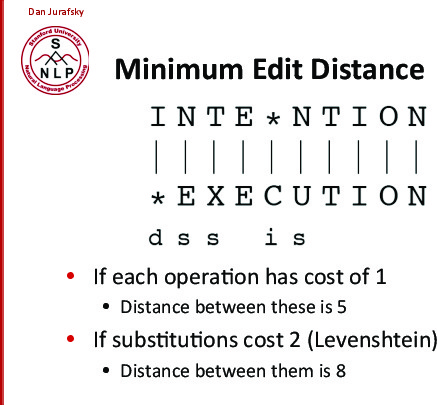 Dan Jurafsky
Stanford University
S
NLP
Natural Language Processing
Minimum Edit Distance
I N T E * N T I O N
| | | | | | | | | |
* E X E C U T I O N
d s s   i s
• If each operation has cost of 1
• Distance between these is 5
• If substitutions cost 2 (Levenshtein)
• Distance between them is 8